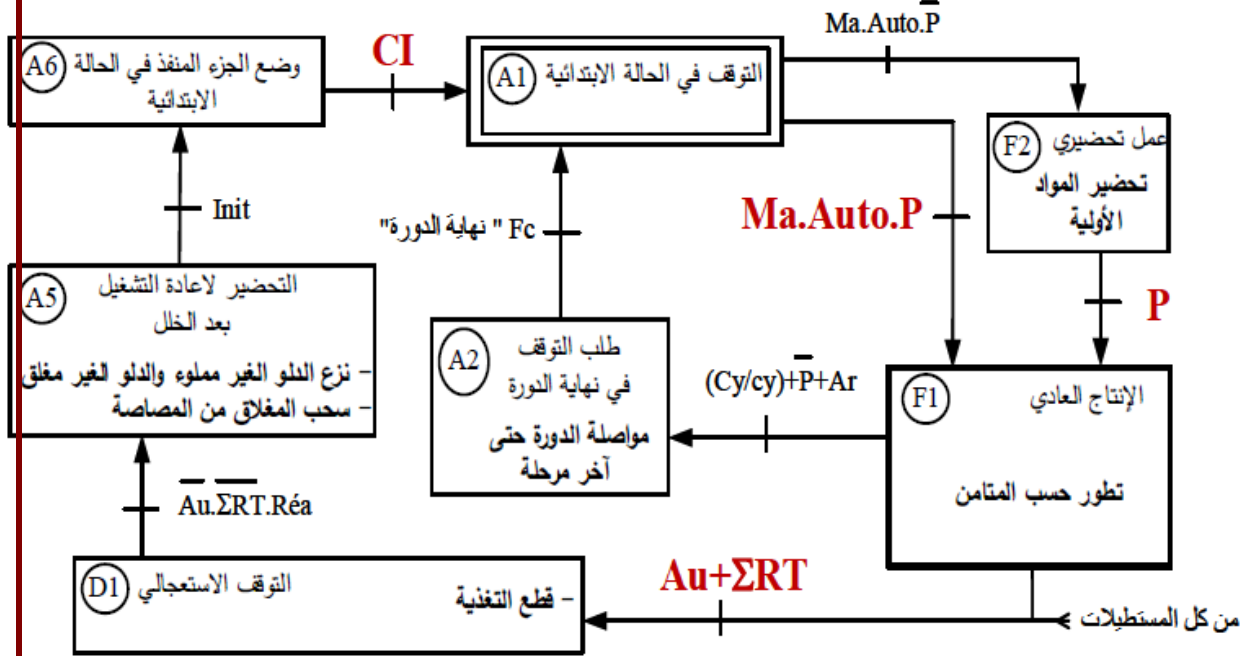 Ma.Auto.P̅
A6 وضع الجزء المنفذ في الحالة
الابتدائية
CI
A1 التوقف في الحالة الابتدائية
F2 عمل تحضيري
تحضير المواد
الأولية
Init
Fc " نهاية الدورة"
Ma.Auto.P
P
A5 التحضير لاعادة التشغيل
بعد الخلل
– نزع الدلو الغير مملوء والدلو الغير مغلق
– سحب المغلاق من المصاصة
A2 طلب التوقف
في نهاية الدورة
مواصلة الدورة حتى
آخر مرحلة
(Cy/cy)+P̅+Ar
F1 الإنتاج العادي
تطور حسب المتامن
A̅u̅.Σ̅R̅T̅.Réa
D1 التوقف الاستعجالي
– قطع التغذية
Au+ΣRT
من كل المستطيلات